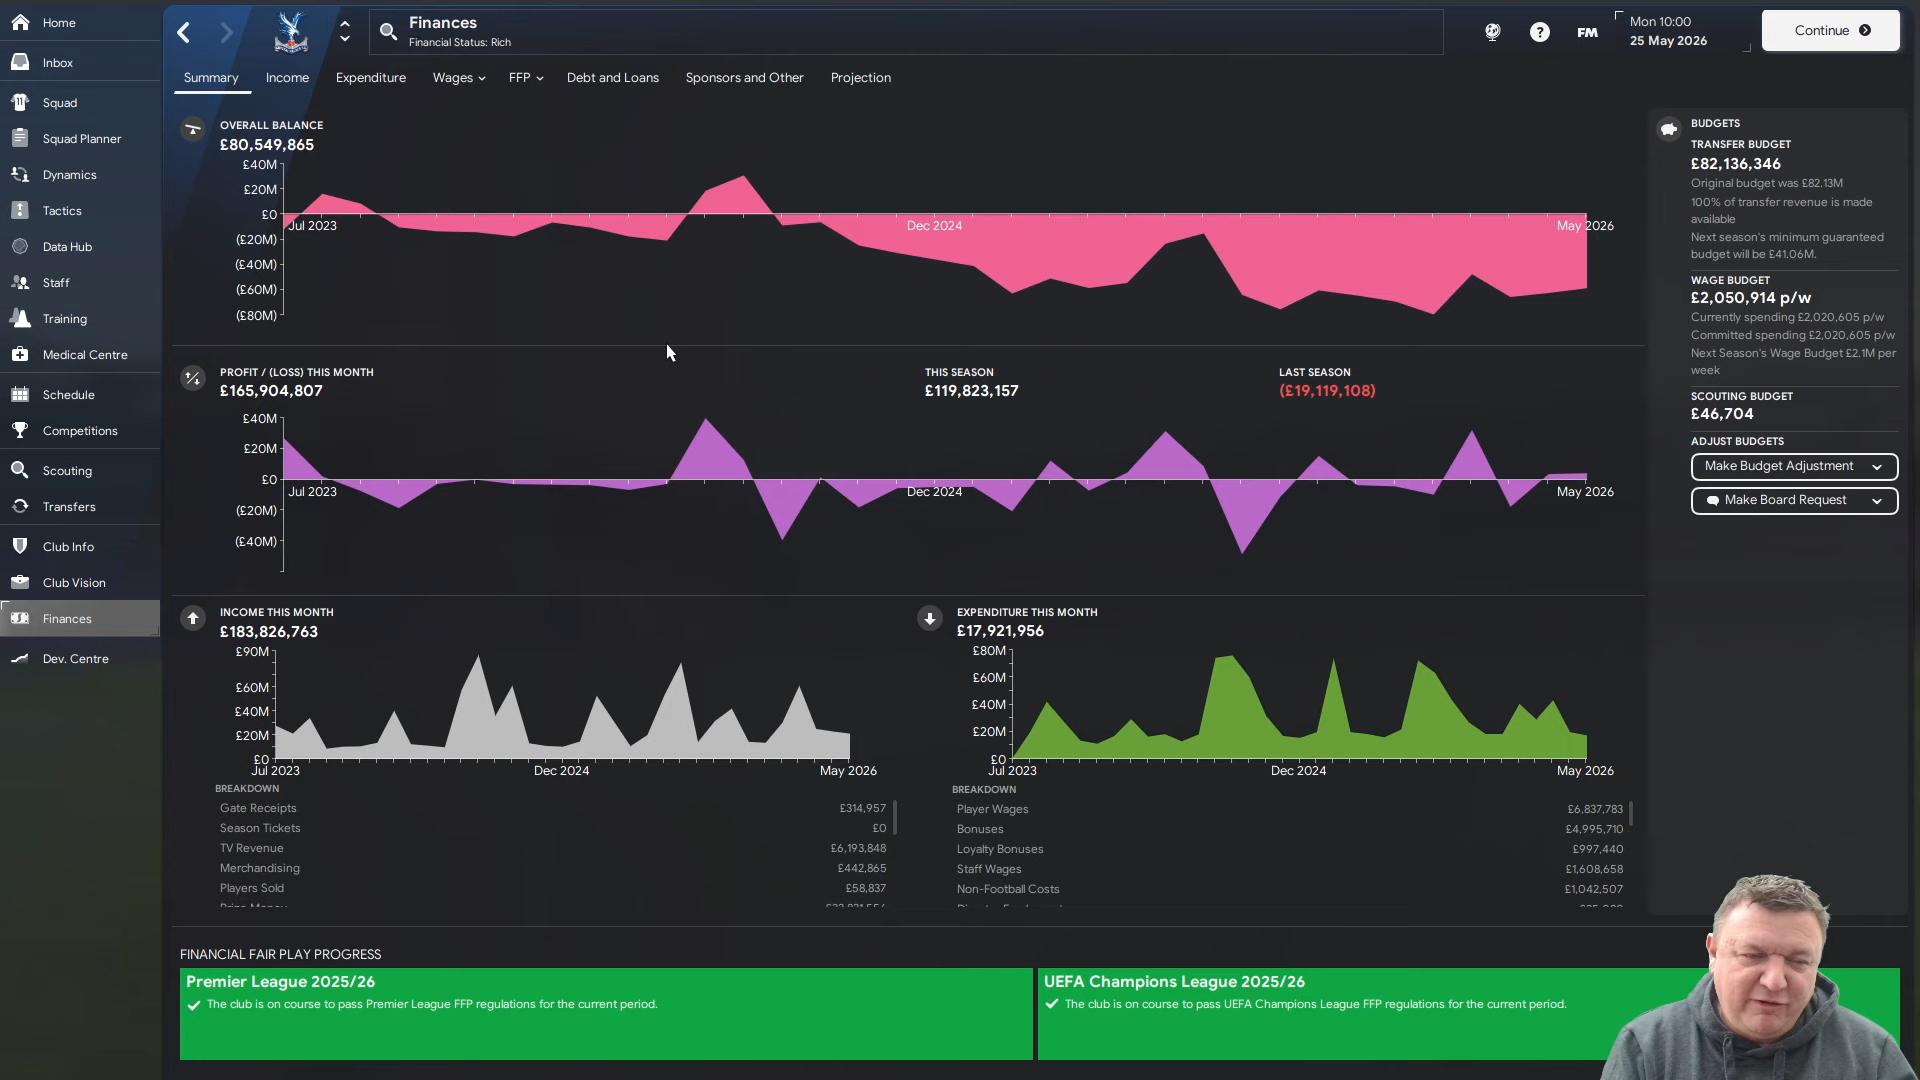 Home
Inbox
Squad
Squad Planner
Dynamics
Tactics
Data Hub
Staff
Training
Medical Centre
Schedule
Competitions
Scouting
Transfers
Club Info
Club Vision
Finances
Dev. Centre
Finances
Financial Status: Rich
FM
Mon 10:00
25 May 2026
Continue
Summary
Income
Expenditure
Wages
FFP
Debt and Loans
Sponsors and Other
Projection
OVERALL BALANCE
£80,549,865
£40M
£20M
£0
(£20M)
(£40M)
(£60M)
(£80M)
Jul 2023
Dec 2024
May 2026
PROFIT / (LOSS) THIS MONTH
£165,904,807
THIS SEASON
£119,823,157
LAST SEASON
(£19,119,108)
£40M
£20M
£0
(£20M)
(£40M)
Jul 2023
Dec 2024
May 2026
INCOME THIS MONTH
£183,826,763
£90M
£60M
£40M
£20M
£0
Jul 2023
Dec 2024
May 2026
BREAKDOWN
Gate Receipts £314,957
Season Tickets £0
TV Revenue £6,193,848
Merchandising £442,865
Players Sold £58,837
EXPENDITURE THIS MONTH
£17,921,956
£80M
£60M
£40M
£20M
£0
Jul 2023
Dec 2024
May 2026
BREAKDOWN
Player Wages £6,837,783
Bonuses £4,995,710
Loyalty Bonuses £997,440
Staff Wages £1,608,658
Non-Football Costs £1,042,507
BUDGETS
TRANSFER BUDGET
£82,136,346
Original budget was £82.13M
100% of transfer revenue is made
available
Next season's minimum guaranteed
budget will be £41.06M.
WAGE BUDGET
£2,050,914 p/w
Currently spending £2,020,605 p/w
Committed spending £2,020,605 p/w
Next Season's Wage Budget £2.1M per
week
SCOUTING BUDGET
£46,704
ADJUST BUDGETS
Make Budget Adjustment
Make Board Request
FINANCIAL FAIR PLAY PROGRESS
Premier League 2025/26
The club is on course to pass Premier League FFP regulations for the current period.
UEFA Champions League 2025/26
The club is on course to pass UEFA Champions League FFP regulations for the current period.